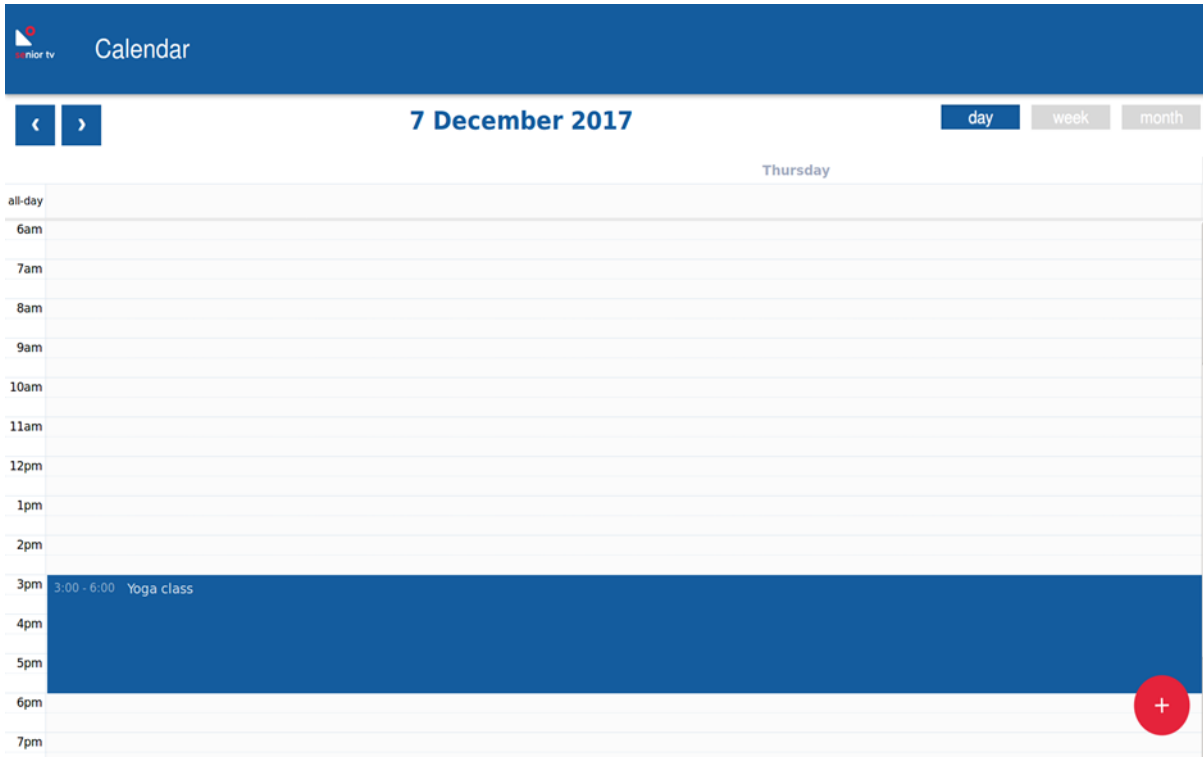 senior tv
Calendar
‹ ›
7 December 2017
day week month
Thursday
all-day
6am
7am
8am
9am
10am
11am
12pm
1pm
2pm
3pm 3:00 - 6:00 Yoga class
4pm
5pm
6pm
+
7pm